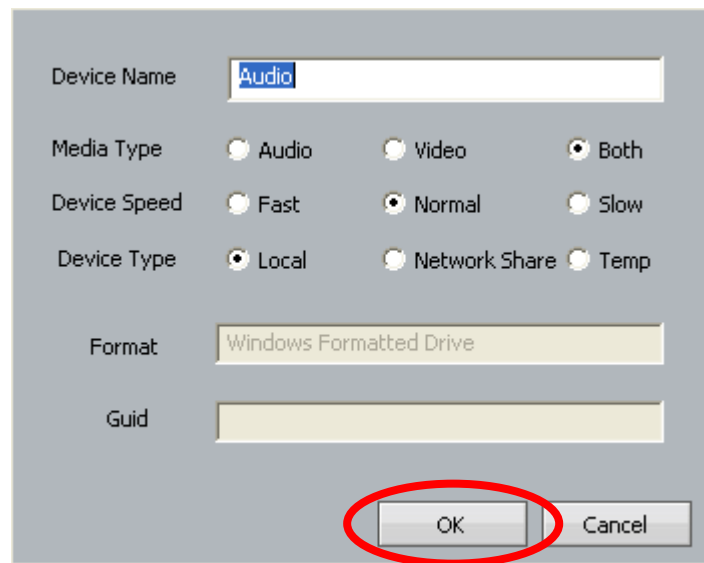 Device Name Audio
Media Type Audio Video Both
Device Speed Fast Normal Slow
Device Type Local Network Share Temp
Format Windows Formatted Drive
Guid
OK Cancel